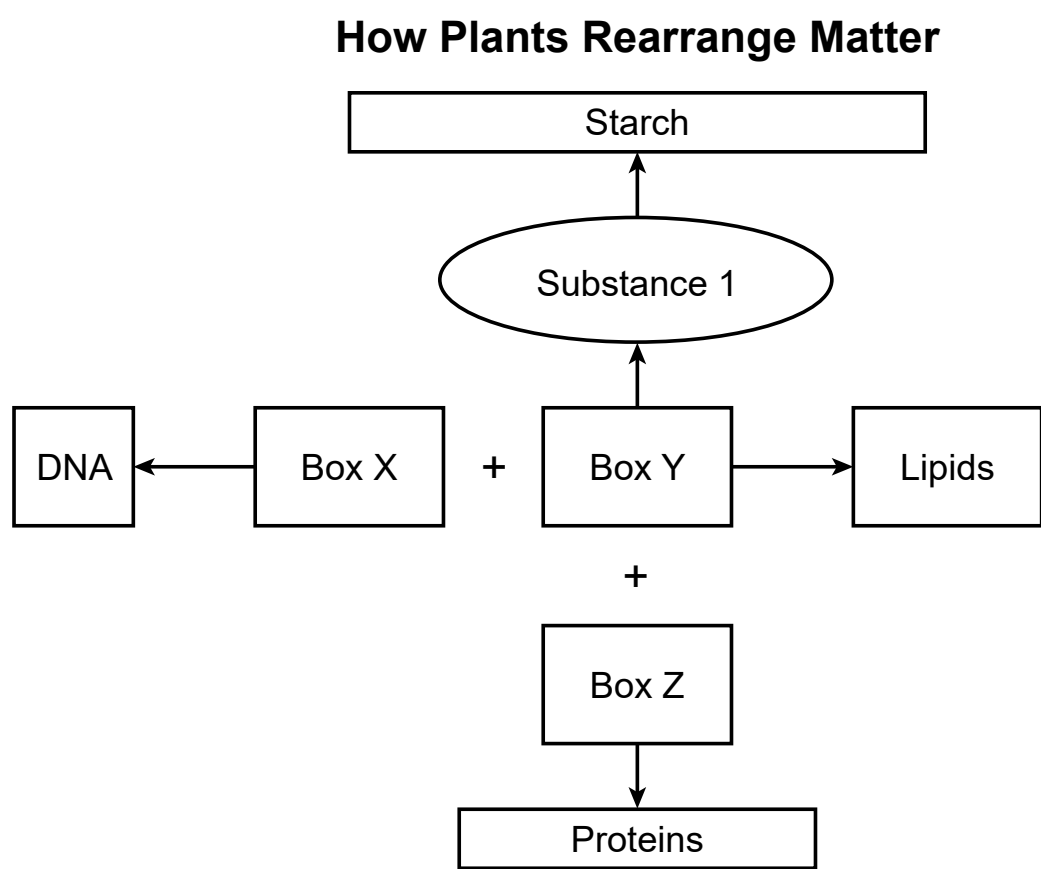 How Plants Rearrange Matter
Starch
Substance 1
DNA
Box X
+
Box Y
Lipids
+
Box Z
Proteins